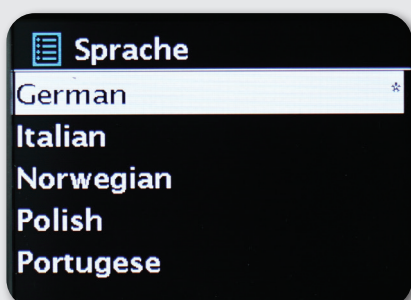 Sprache
German *
Italian
Norwegian
Polish
Portugese